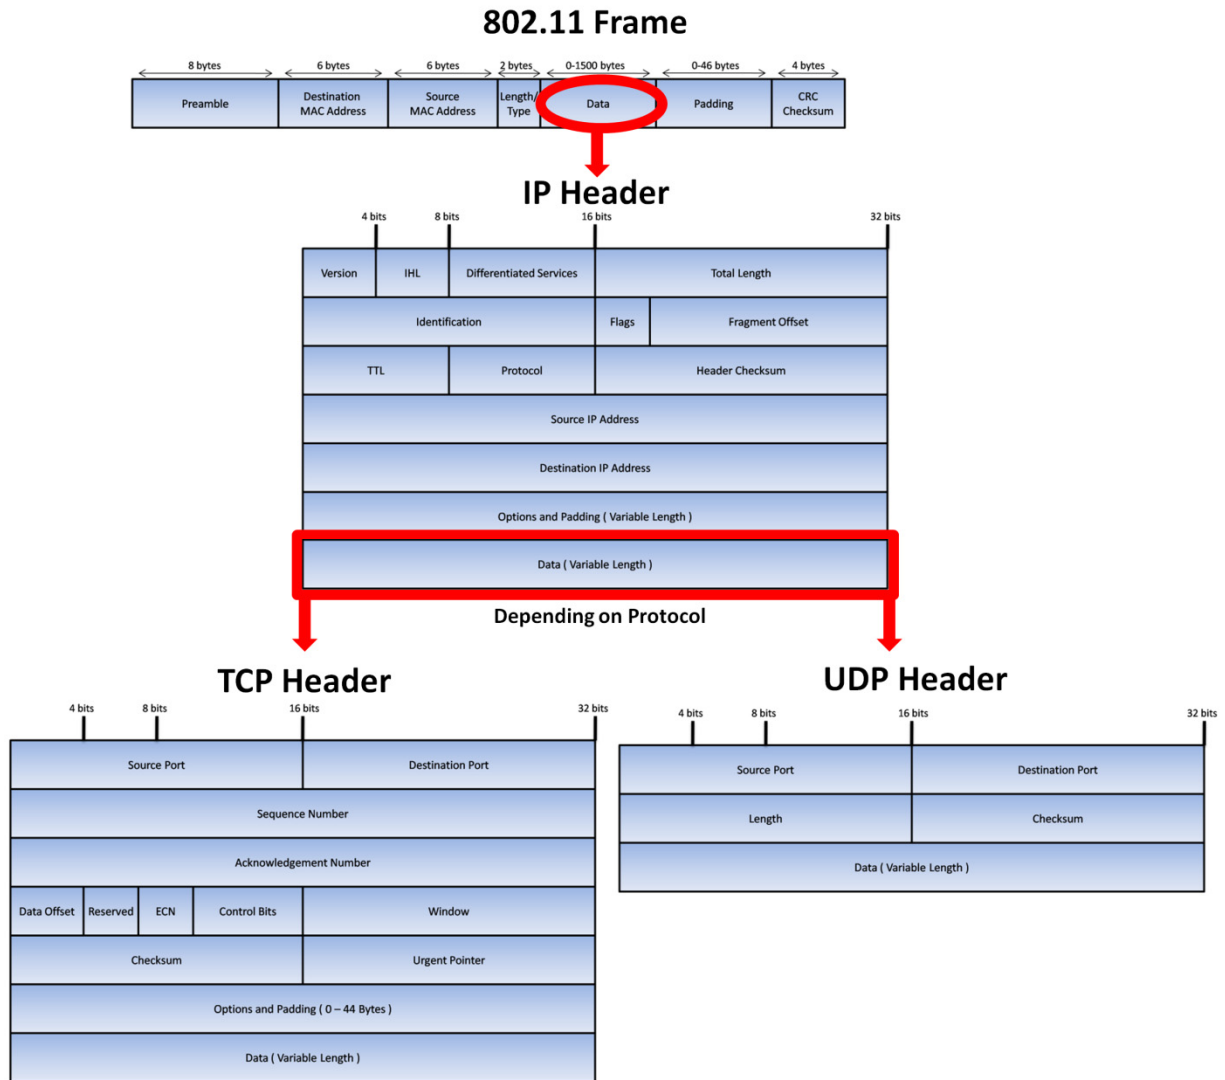 802.11 Frame
8 bytes 6 bytes 6 bytes 2 bytes 0-1500 bytes 0-46 bytes 4 bytes
Preamble
Destination
MAC Address
Source
MAC Address
Length/
Type
Data
Padding
CRC
Checksum
IP Header
4 bits 8 bits 16 bits 32 bits
Version IHL Differentiated Services Total Length
Identification Flags Fragment Offset
TTL Protocol Header Checksum
Source IP Address
Destination IP Address
Options and Padding ( Variable Length )
Data ( Variable Length )
Depending on Protocol
TCP Header
4 bits 8 bits 16 bits 32 bits
Source Port Destination Port
Sequence Number
Acknowledgement Number
Data Offset Reserved ECN Control Bits Window
Checksum Urgent Pointer
Options and Padding ( 0 – 44 Bytes )
Data ( Variable Length )
UDP Header
4 bits 8 bits 16 bits 32 bits
Source Port Destination Port
Length Checksum
Data ( Variable Length )